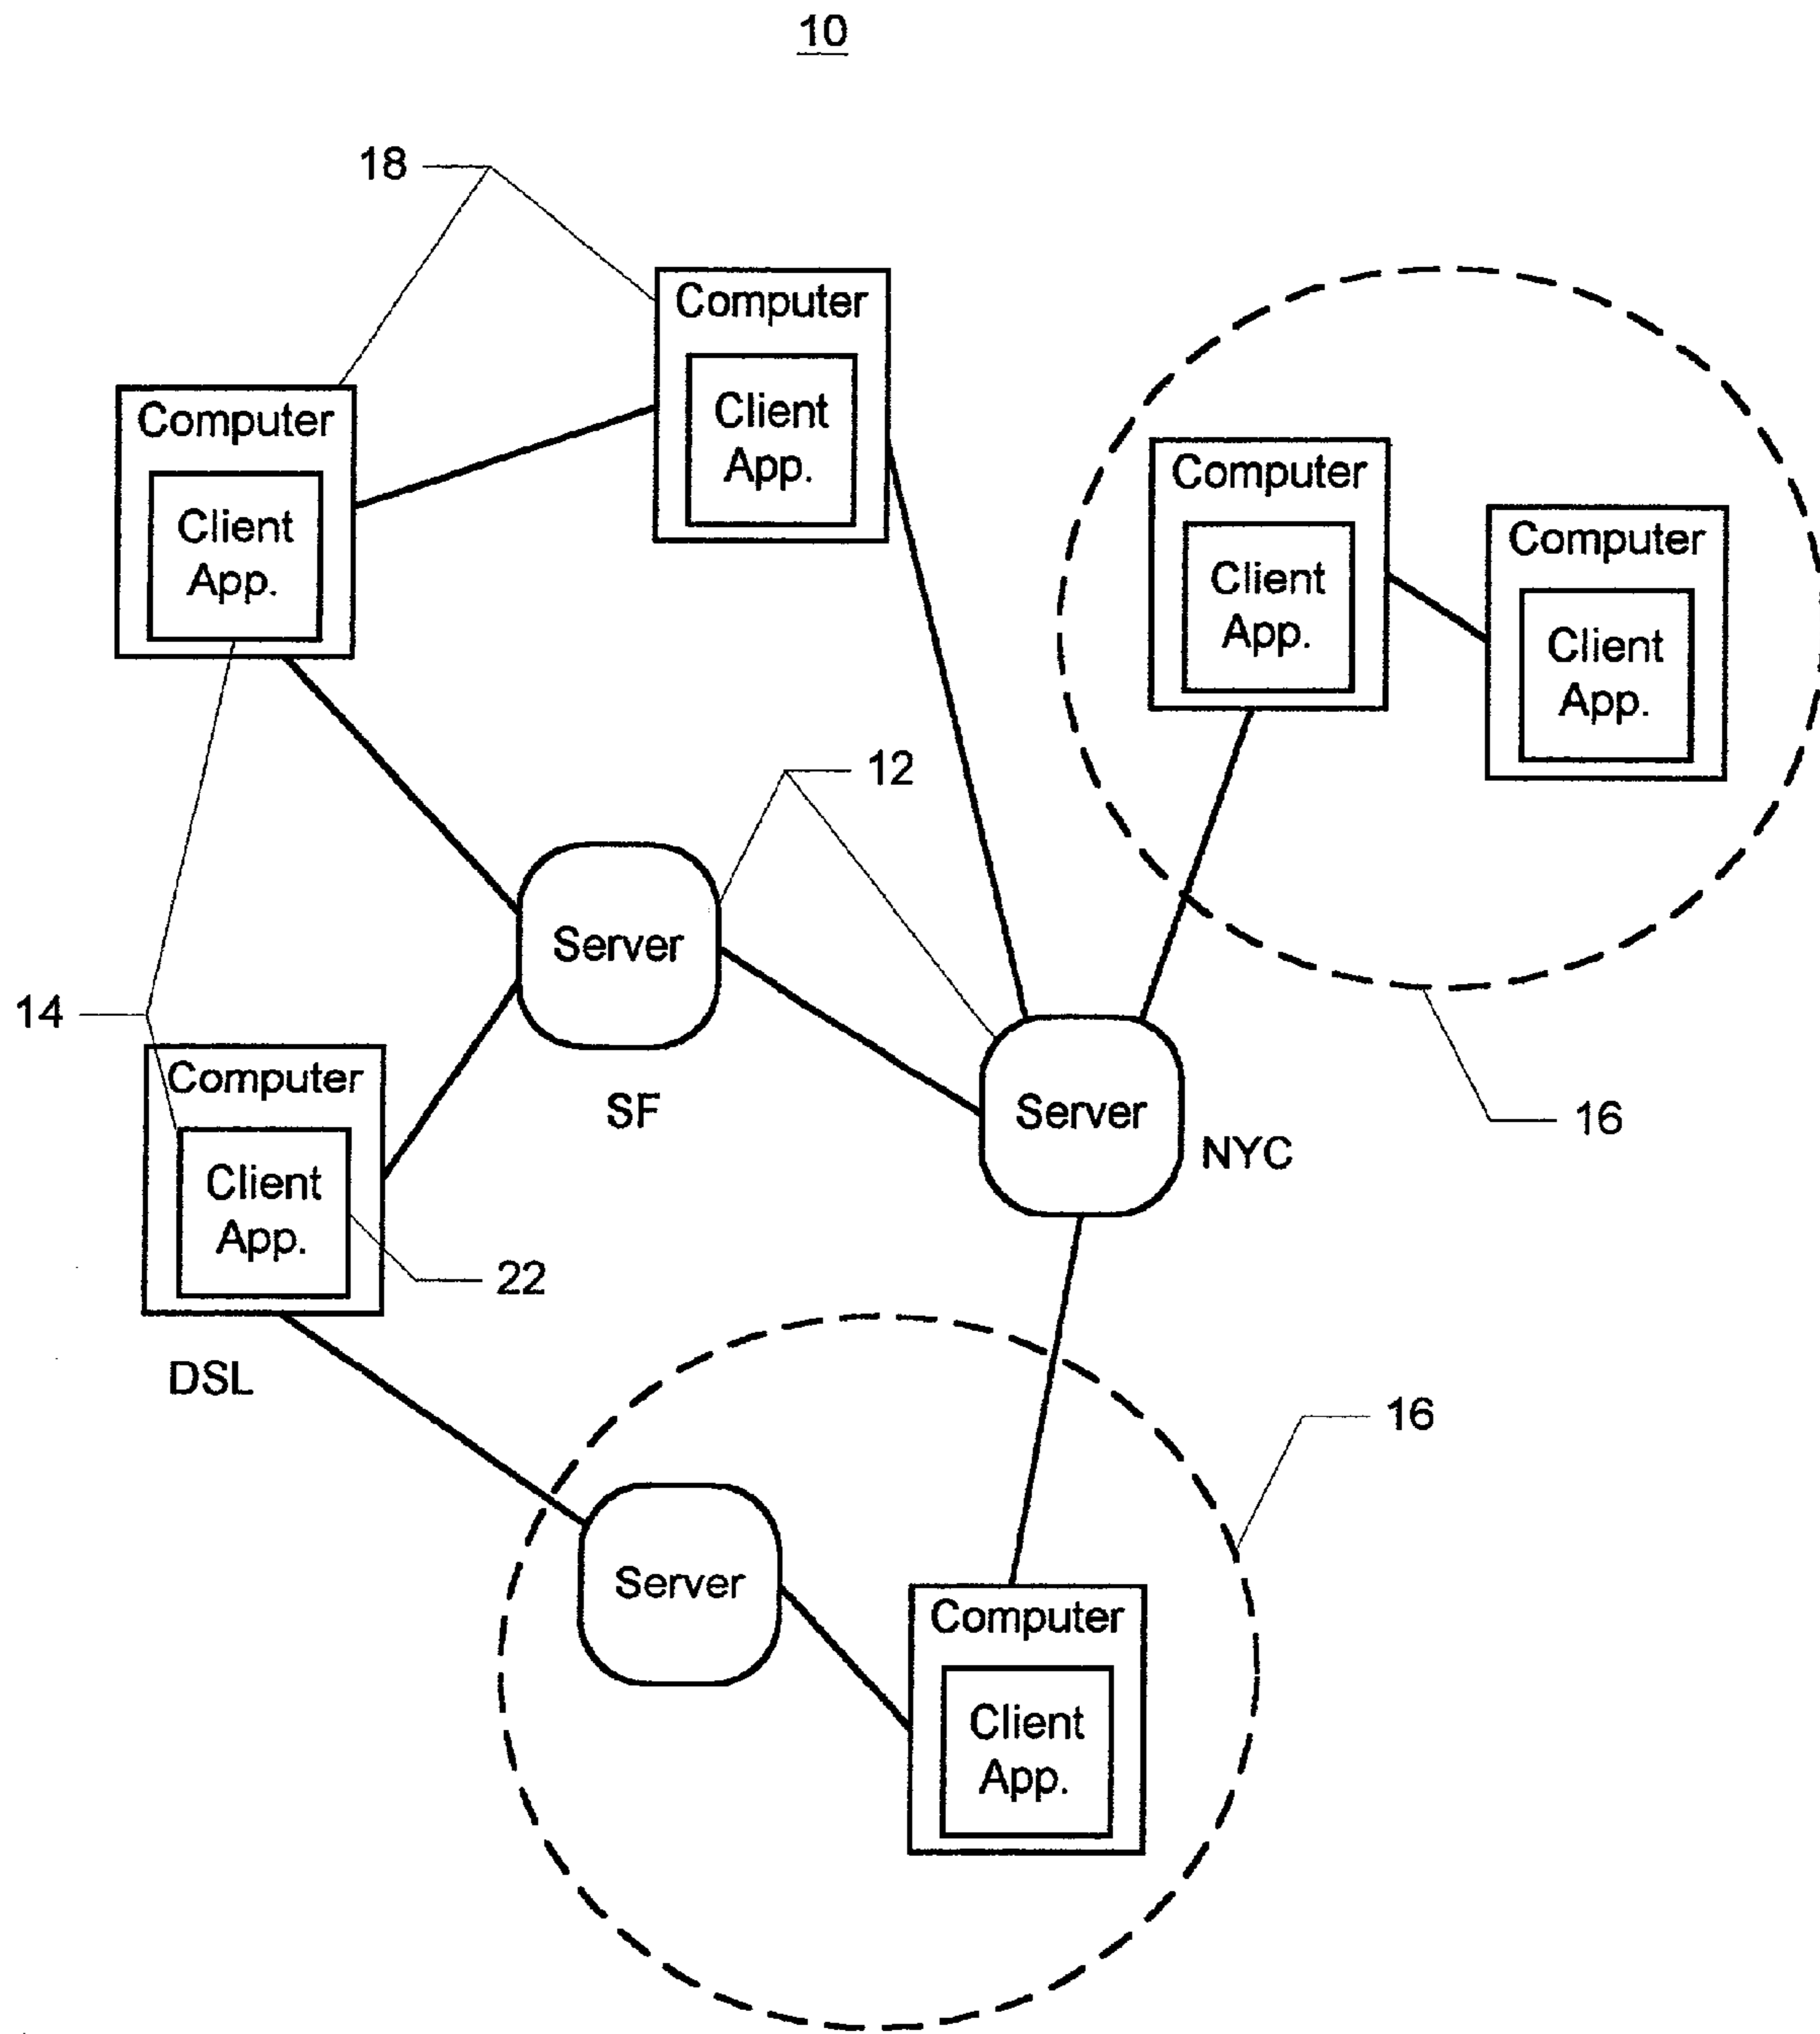 10
18
Computer
Client
App.
Computer
Client
App.
Computer
Client
App.
Computer
Client
App.
12
Server
SF
14
Computer
Client
App.
22
DSL
Server
NYC
16
16
Server
Computer
Client
App.